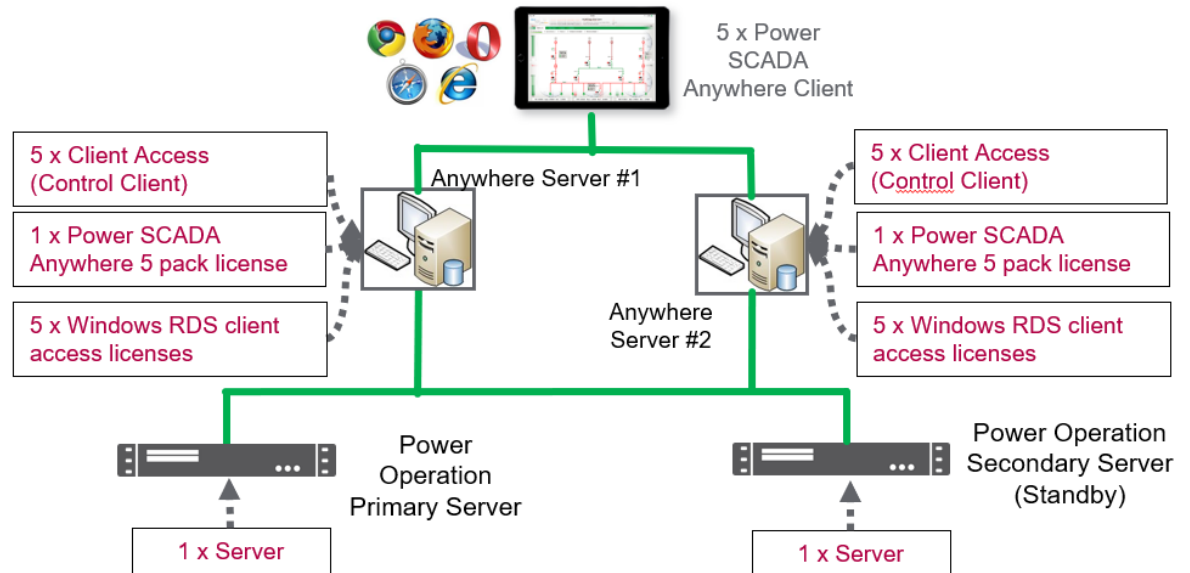 5 x Power
SCADA
Anywhere Client
5 x Client Access
(Control Client)
1 x Power SCADA
Anywhere 5 pack license
5 x Windows RDS client
access licenses
Anywhere Server #1
Anywhere
Server #2
5 x Client Access
(Control Client)
1 x Power SCADA
Anywhere 5 pack license
5 x Windows RDS client
access licenses
Power
Operation
Primary Server
Power Operation
Secondary Server
(Standby)
1 x Server
1 x Server